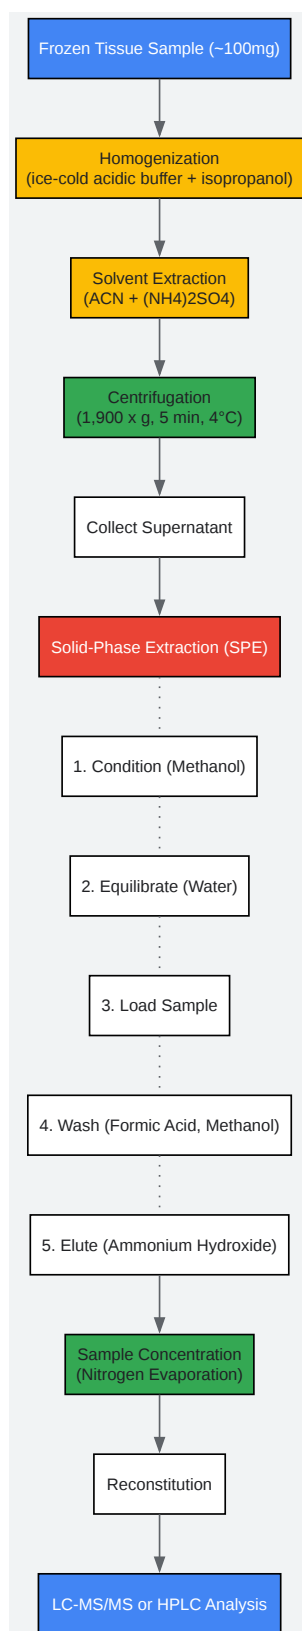 Frozen Tissue Sample (~100mg)
Homogenization
(ice-cold acidic buffer + isopropanol)
Solvent Extraction
(ACN + (NH4)2SO4)
Centrifugation
(1,900 x g, 5 min, 4°C)
Collect Supernatant
Solid-Phase Extraction (SPE)
1. Condition (Methanol)
2. Equilibrate (Water)
3. Load Sample
4. Wash (Formic Acid, Methanol)
5. Elute (Ammonium Hydroxide)
Sample Concentration
(Nitrogen Evaporation)
Reconstitution
LC-MS/MS or HPLC Analysis